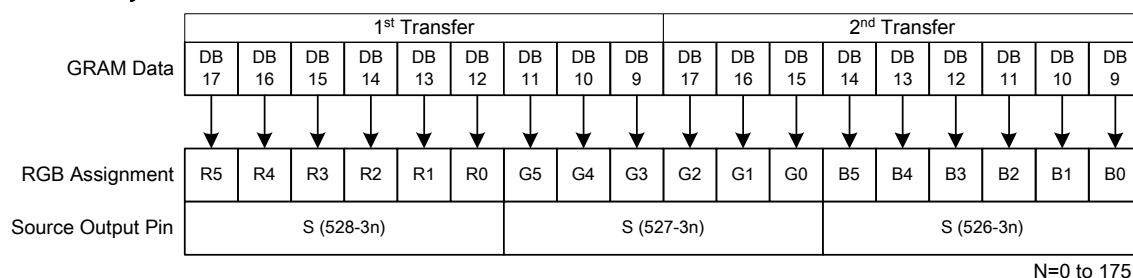 1st Transfer 2nd Transfer
GRAM Data DB 17 DB 16 DB 15 DB 14 DB 13 DB 12 DB 11 DB 10 DB 9 DB 17 DB 16 DB 15 DB 14 DB 13 DB 12 DB 11 DB 10 DB 9
RGB Assignment R5 R4 R3 R2 R1 R0 G5 G4 G3 G2 G1 G0 B5 B4 B3 B2 B1 B0
Source Output Pin S (528-3n) S (527-3n) S (526-3n)
N=0 to 175